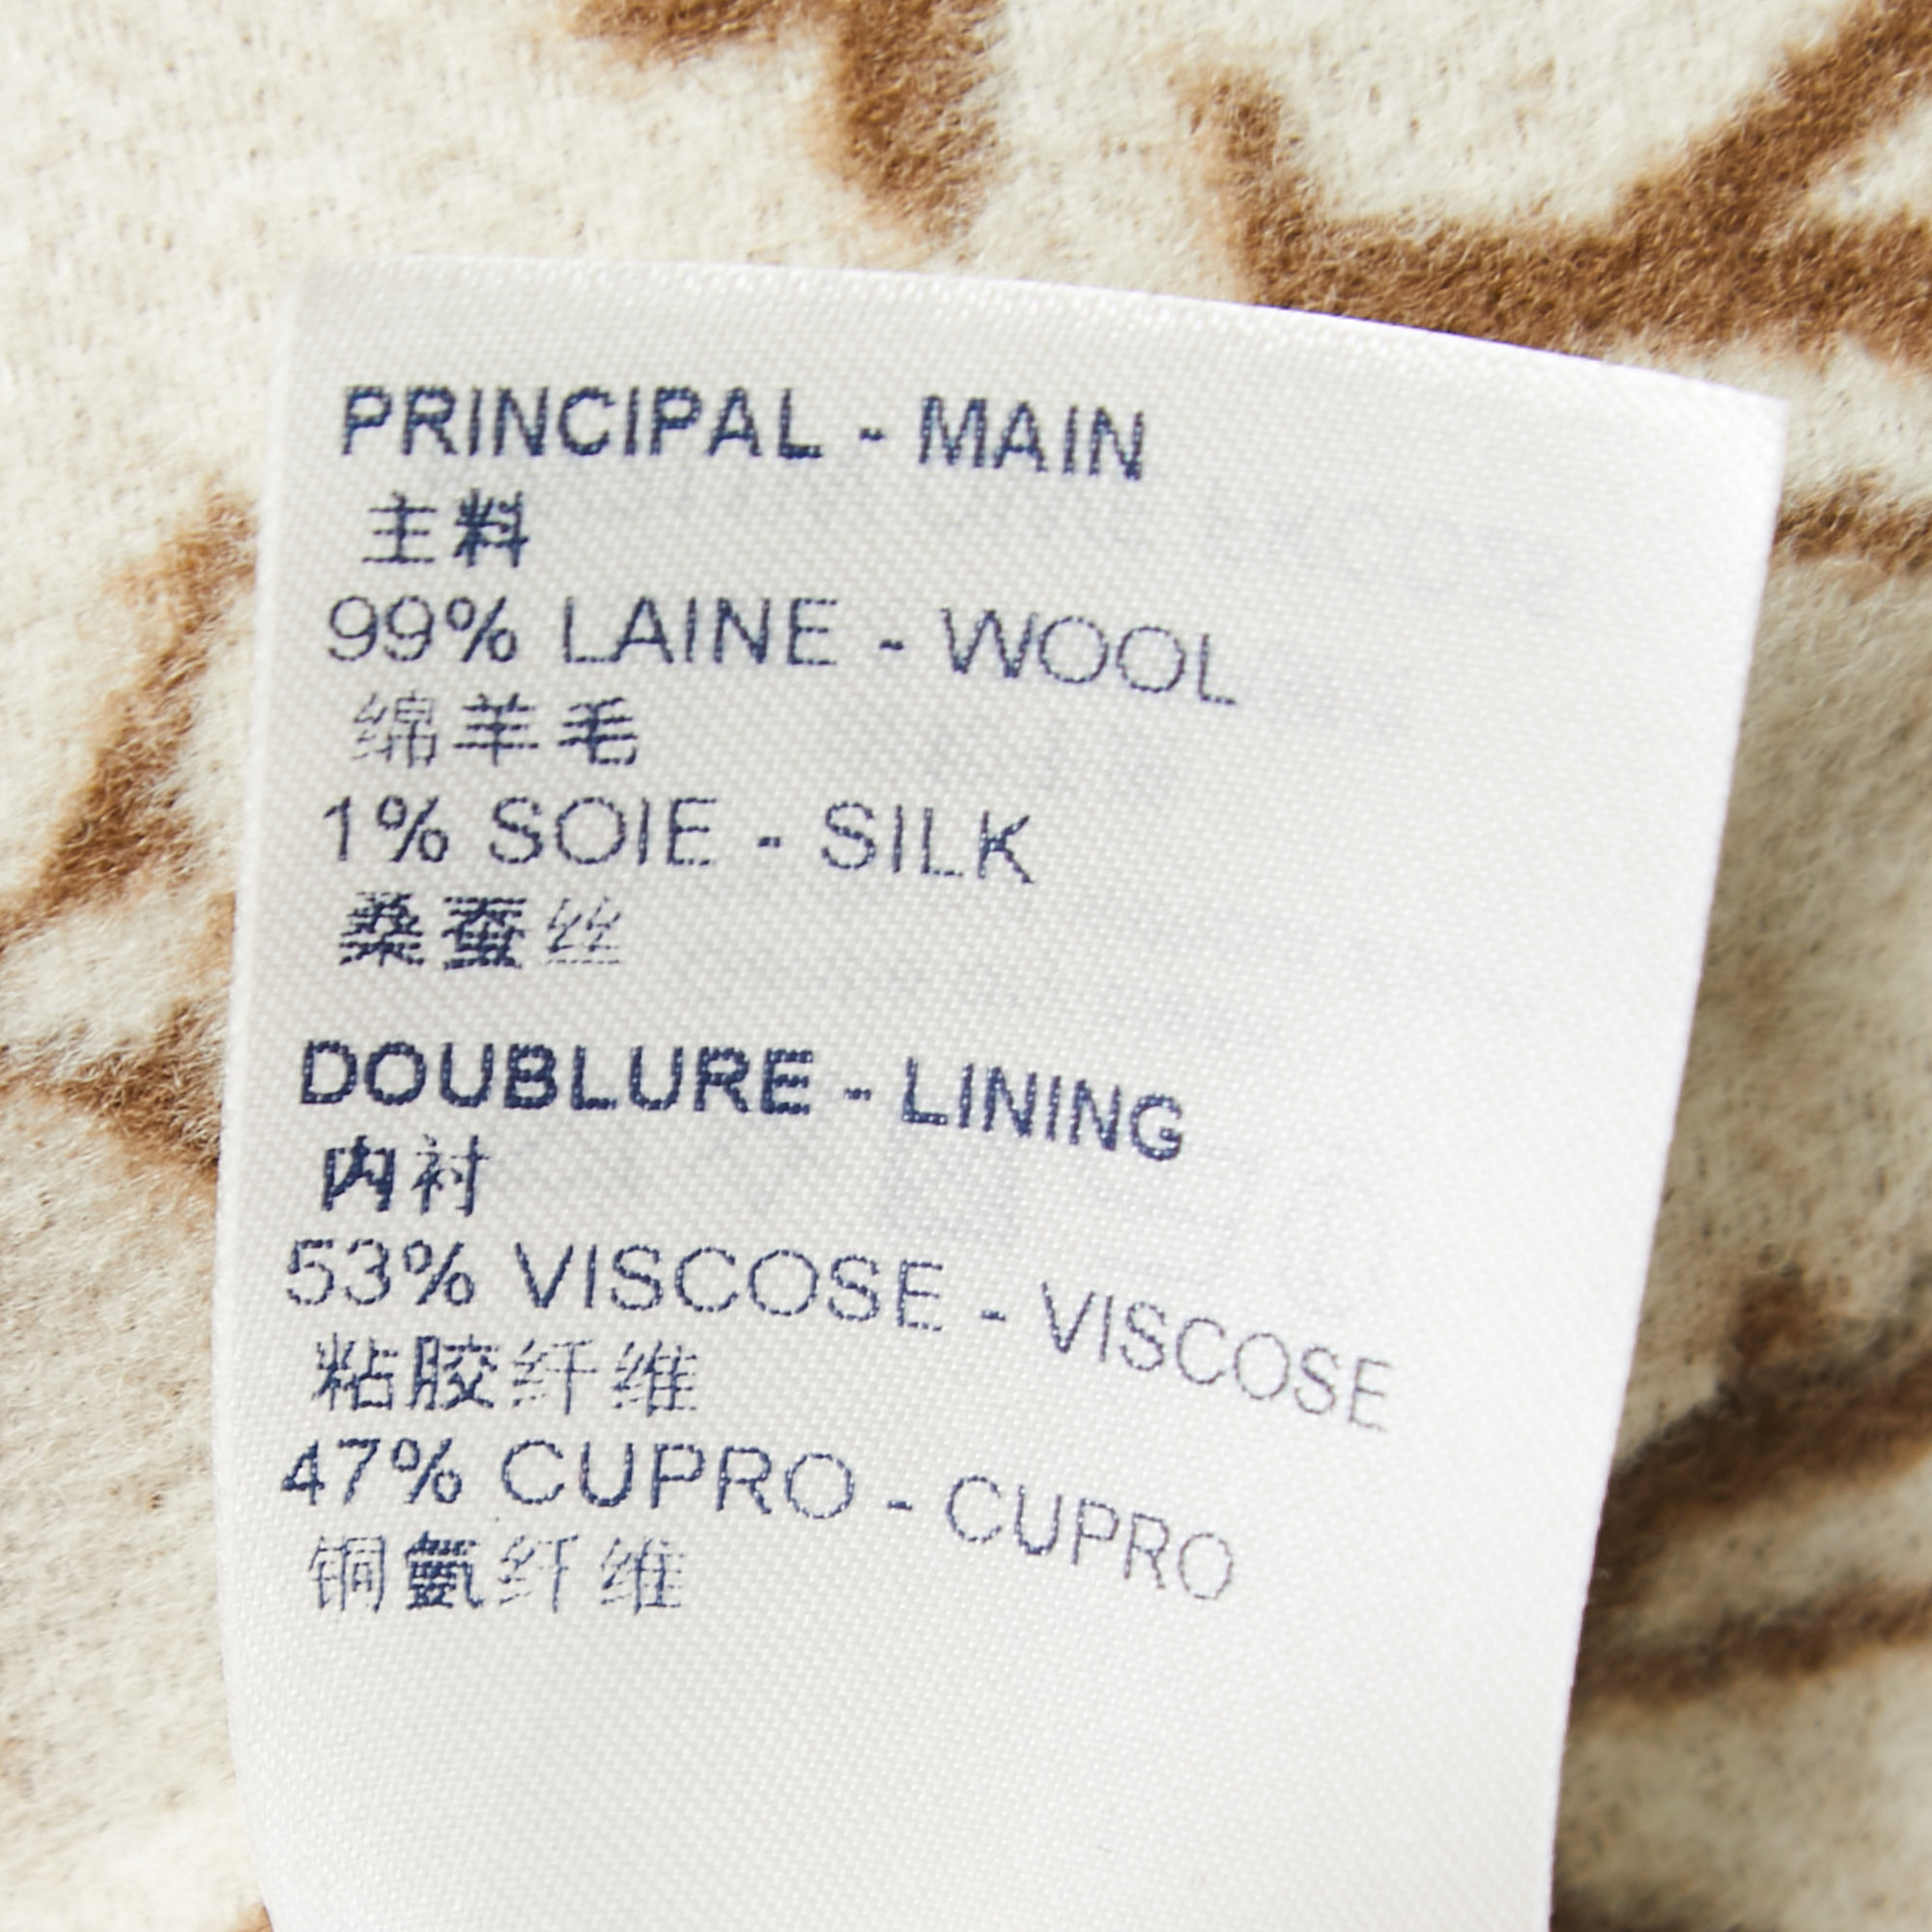 PRINCIPAL - MAIN
主料
99% LAINE - WOOL
绵羊毛
1% SOIE - SILK
桑蚕丝
DOUBLURE - LINING
内衬
53% VISCOSE - VISCOSE
粘胶纤维
47% CUPRO - CUPRO
铜氨纤维